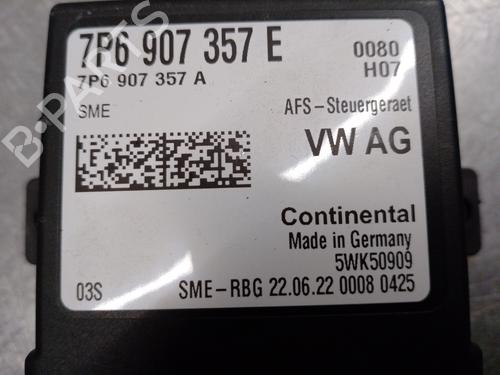 7P6 907 357 E
0080
7P6 907 357 A
H07
SME
AFS-Steuergeraet
VW AG
Continental
Made in Germany
5WK50909
03S
SME-RBG 22.06.22 0008 0425
B-PARTS